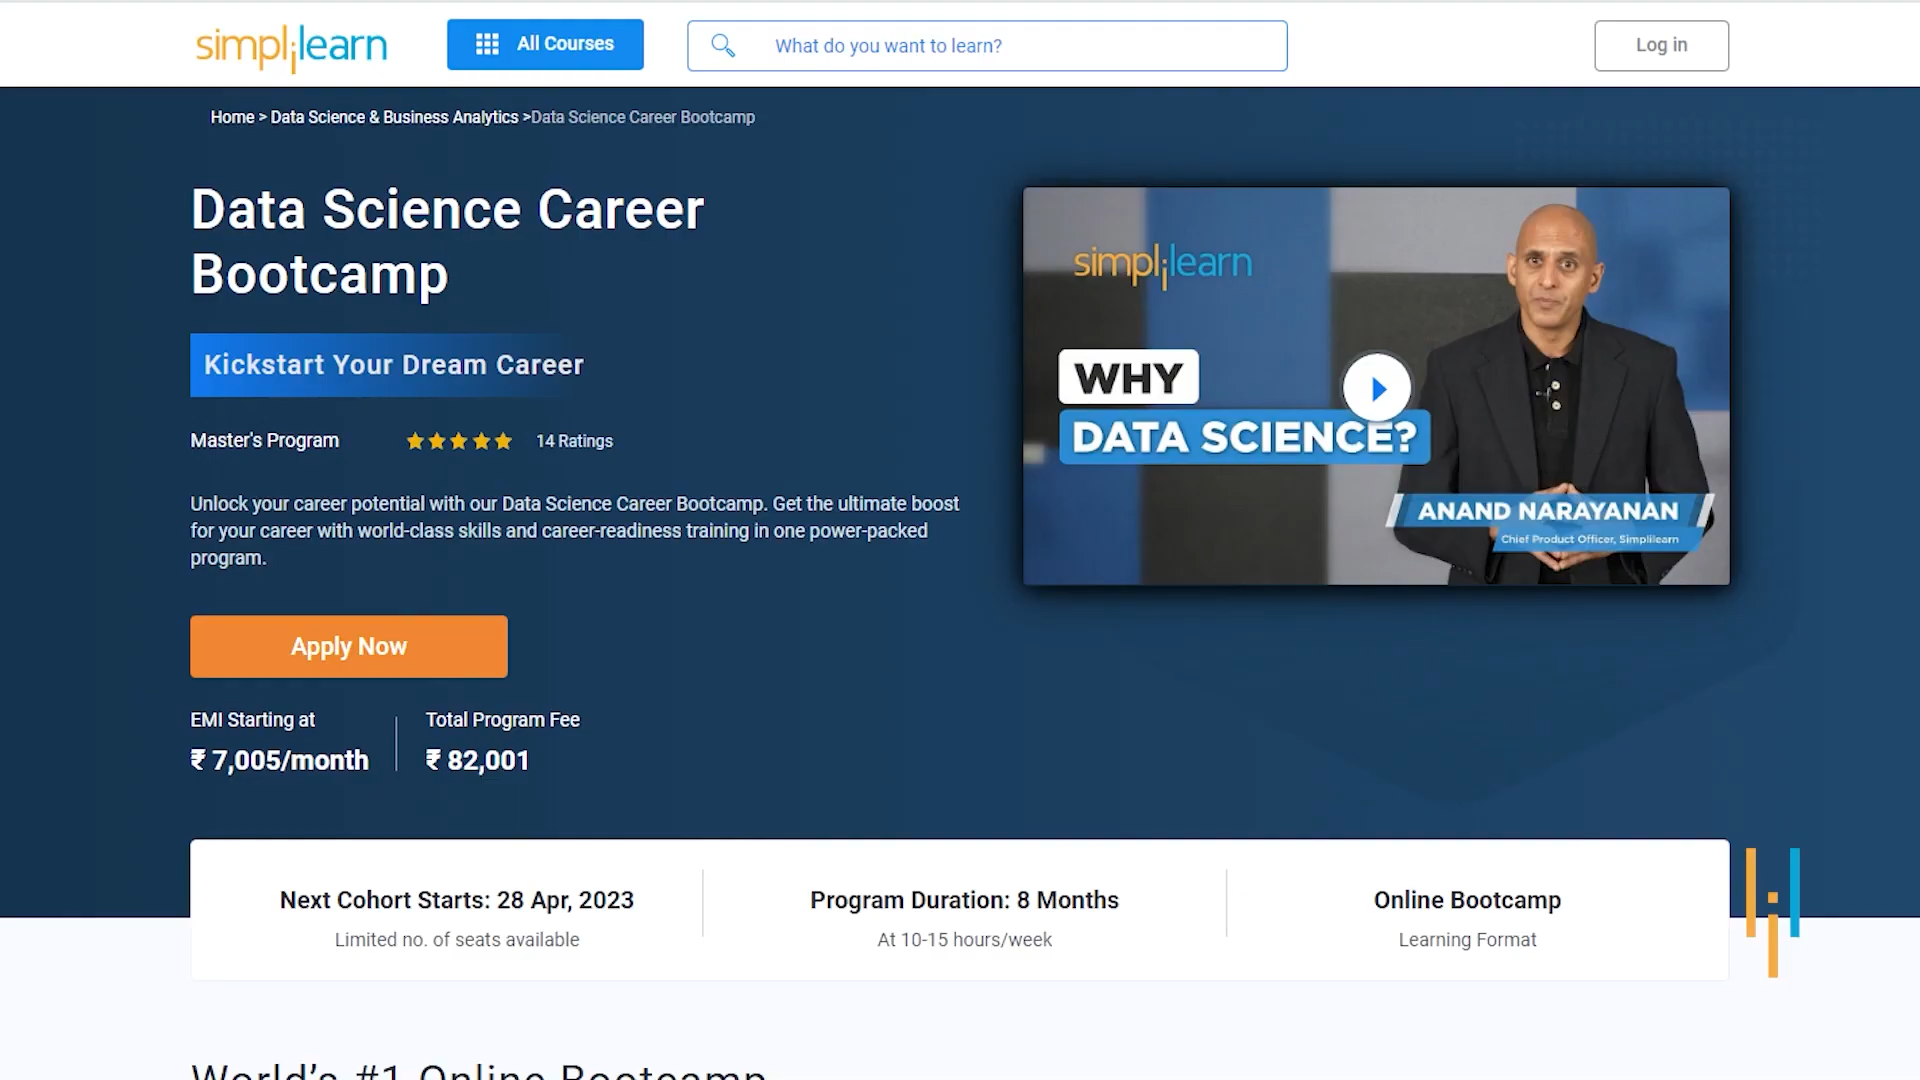 simplilearn
All Courses
What do you want to learn?
Log in
Home > Data Science & Business Analytics >Data Science Career Bootcamp
Data Science Career
Bootcamp
Kickstart Your Dream Career
Master's Program
14 Ratings
Unlock your career potential with our Data Science Career Bootcamp. Get the ultimate boost
for your career with world-class skills and career-readiness training in one power-packed
program.
Apply Now
EMI Starting at
₹ 7,005/month
Total Program Fee
₹ 82,001
simplilearn
WHY
DATA SCIENCE?
ANAND NARAYANAN
Chief Product Officer, Simplilearn
Next Cohort Starts: 28 Apr, 2023
Limited no. of seats available
Program Duration: 8 Months
At 10-15 hours/week
Online Bootcamp
Learning Format
World's #1 Online Bootcamp